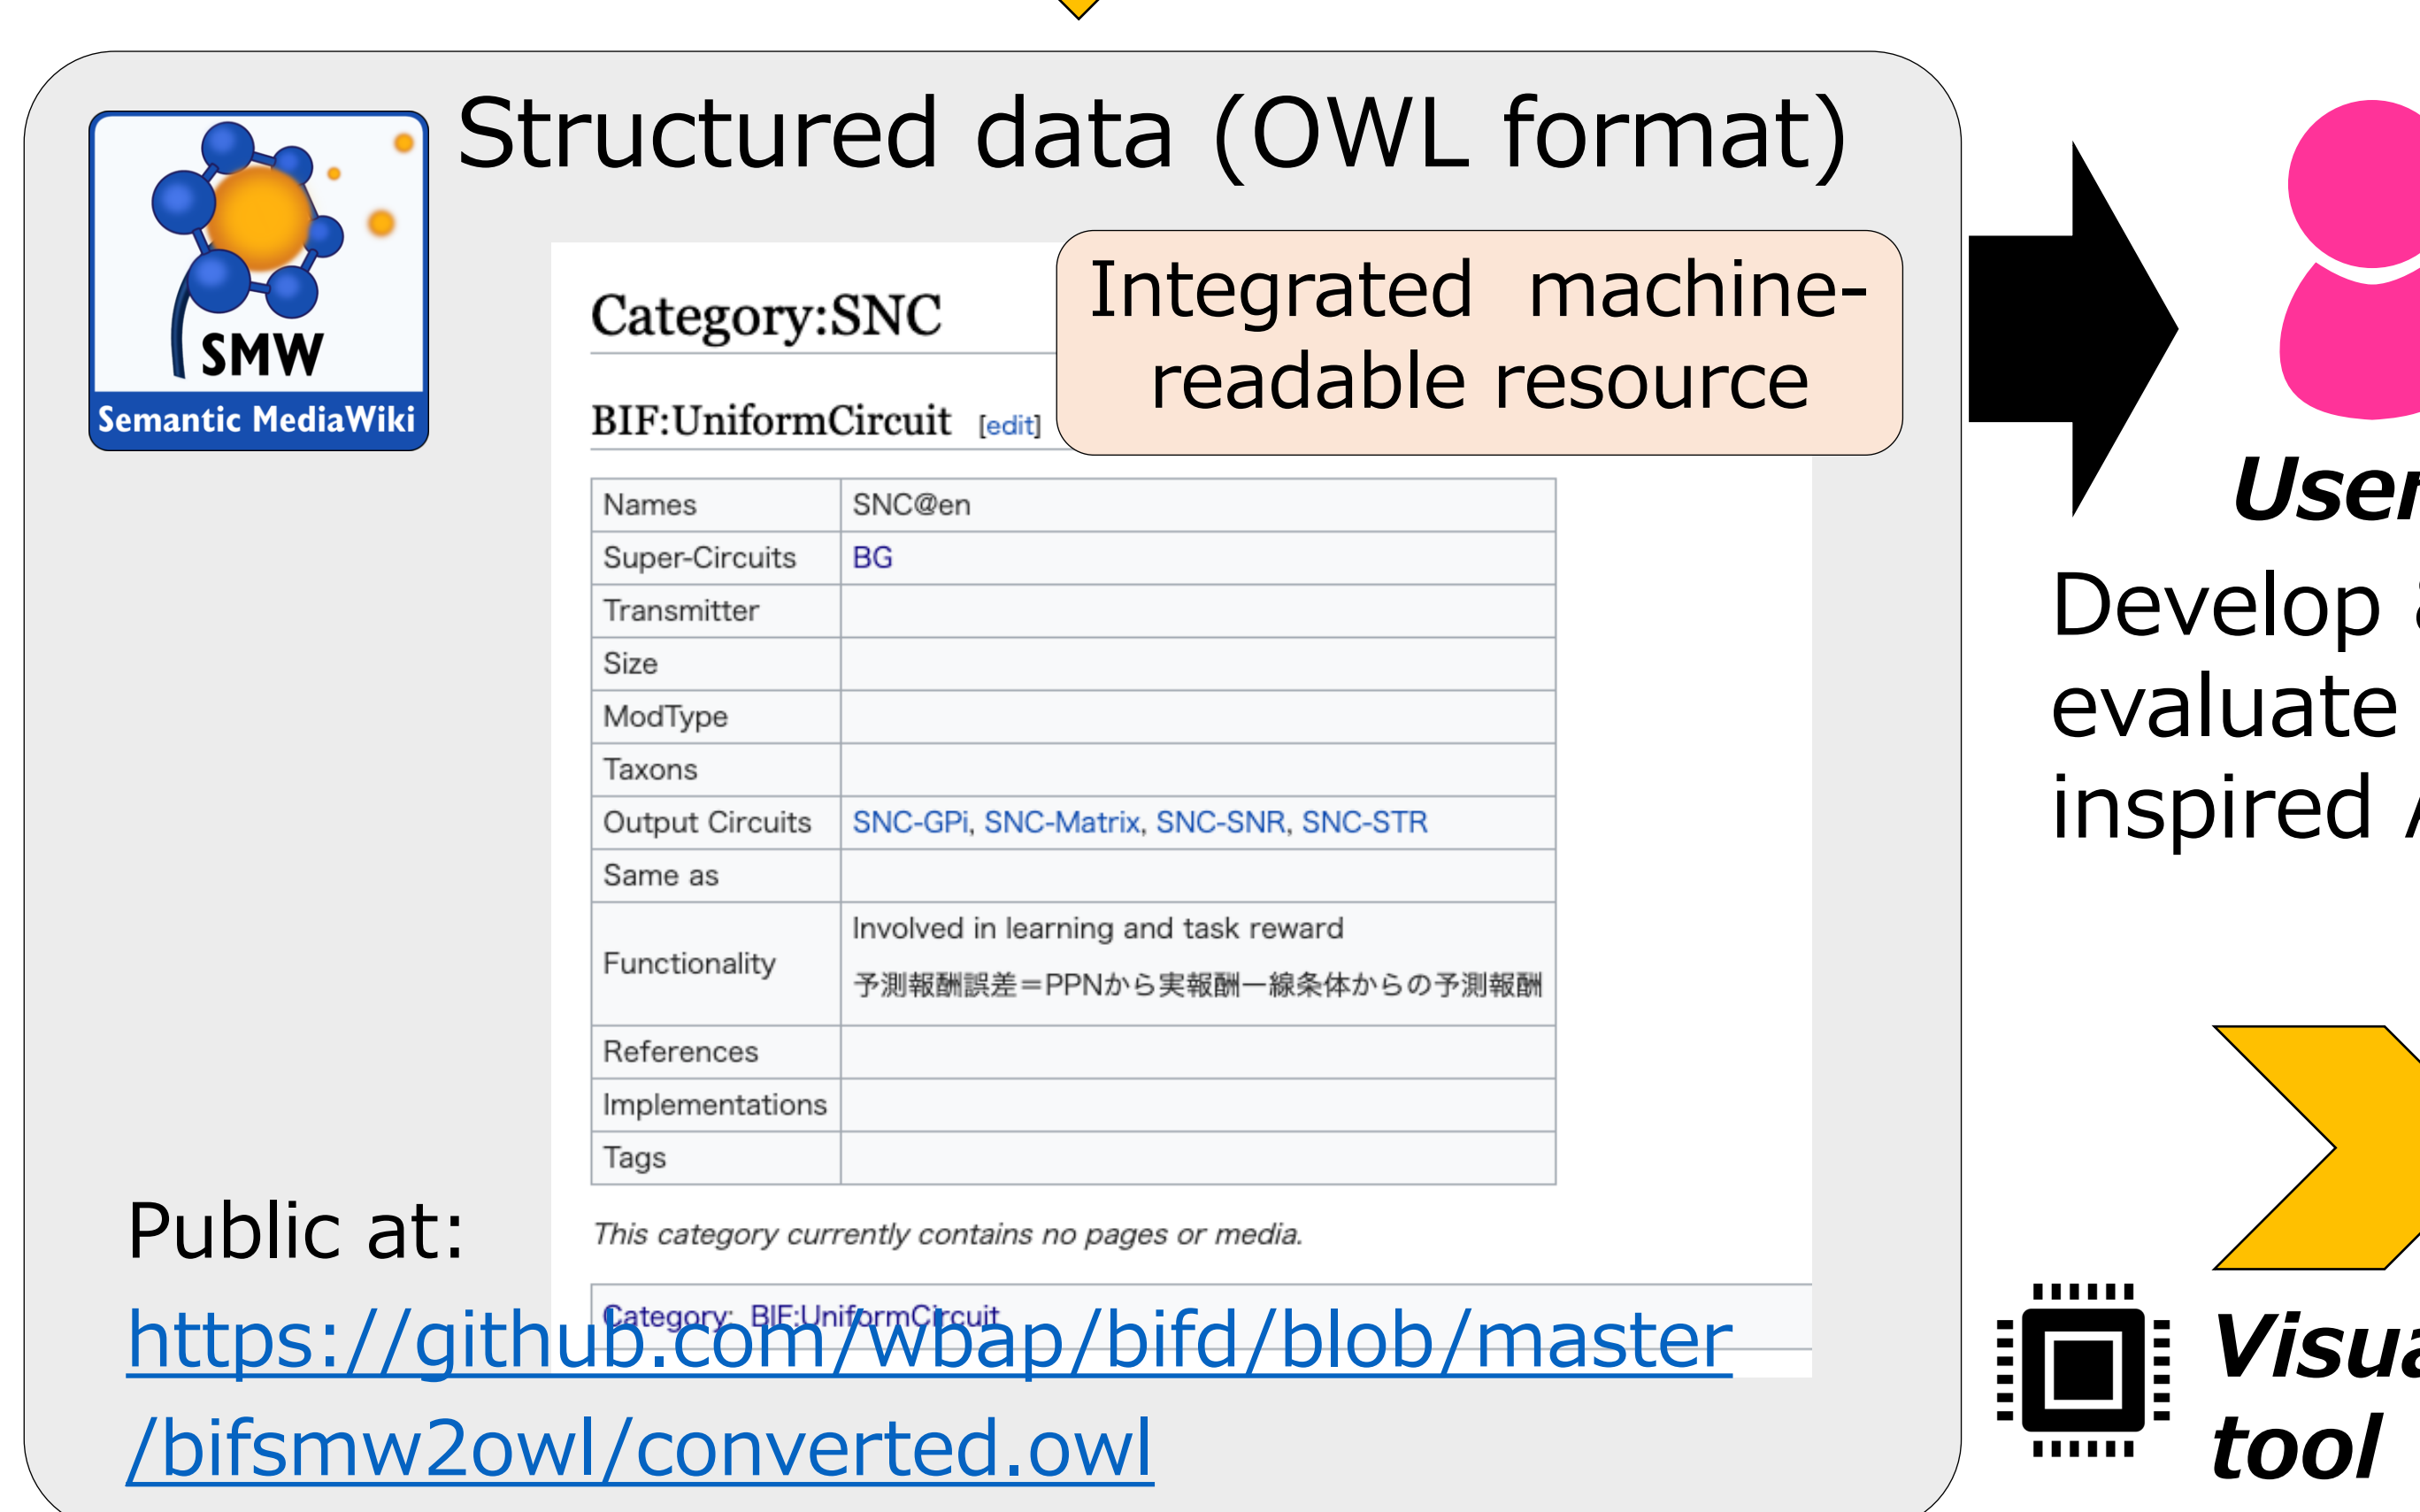 Structured data (OWL format)
SMW
Semantic MediaWiki
Integrated machine-
readable resource
Category:SNC
BIF:UniformCircuit [edit]
Names SNC@en
Super-Circuits BG
Transmitter
Size
ModType
Taxons
Output Circuits SNC-GPi, SNC-Matrix, SNC-SNR, SNC-STR
Same as
Functionality Involved in learning and task reward
予測報酬誤差＝PPNから実報酬ー線条体からの予測報酬
References
Implementations
Tags
This category currently contains no pages or media.
Category: BIF:UniformCircuit
Public at:
https://github.com/wbap/bifd/blob/master
/bifsmw2owl/converted.owl
User
Develop &
evaluate
inspired A
Visua
tool